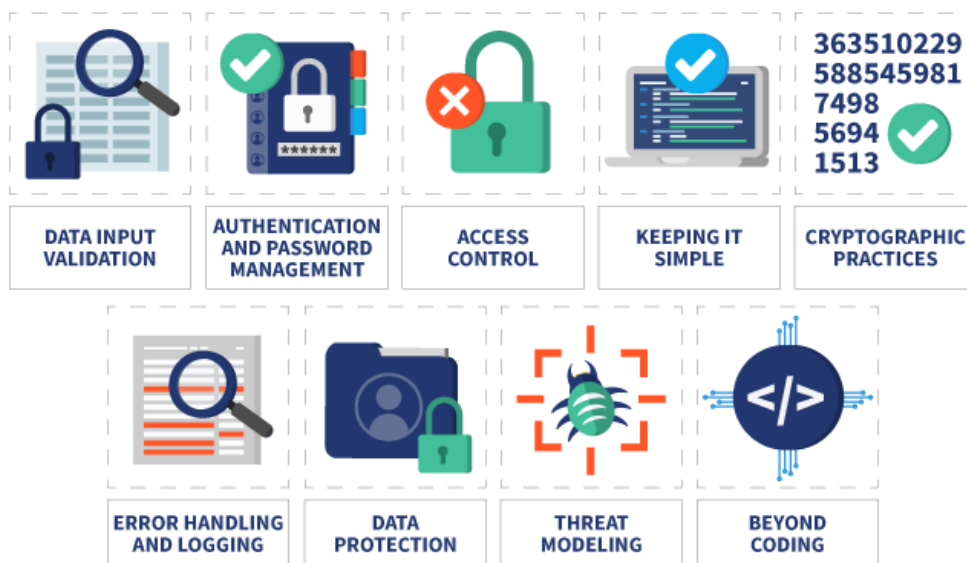 363510229
588545981
7498
5694
1513
******
DATA INPUT
VALIDATION
AUTHENTICATION
AND PASSWORD
MANAGEMENT
ACCESS
CONTROL
KEEPING IT
SIMPLE
CRYPTOGRAPHIC
PRACTICES
</>
ERROR HANDLING
AND LOGGING
DATA
PROTECTION
THREAT
MODELING
BEYOND
CODING